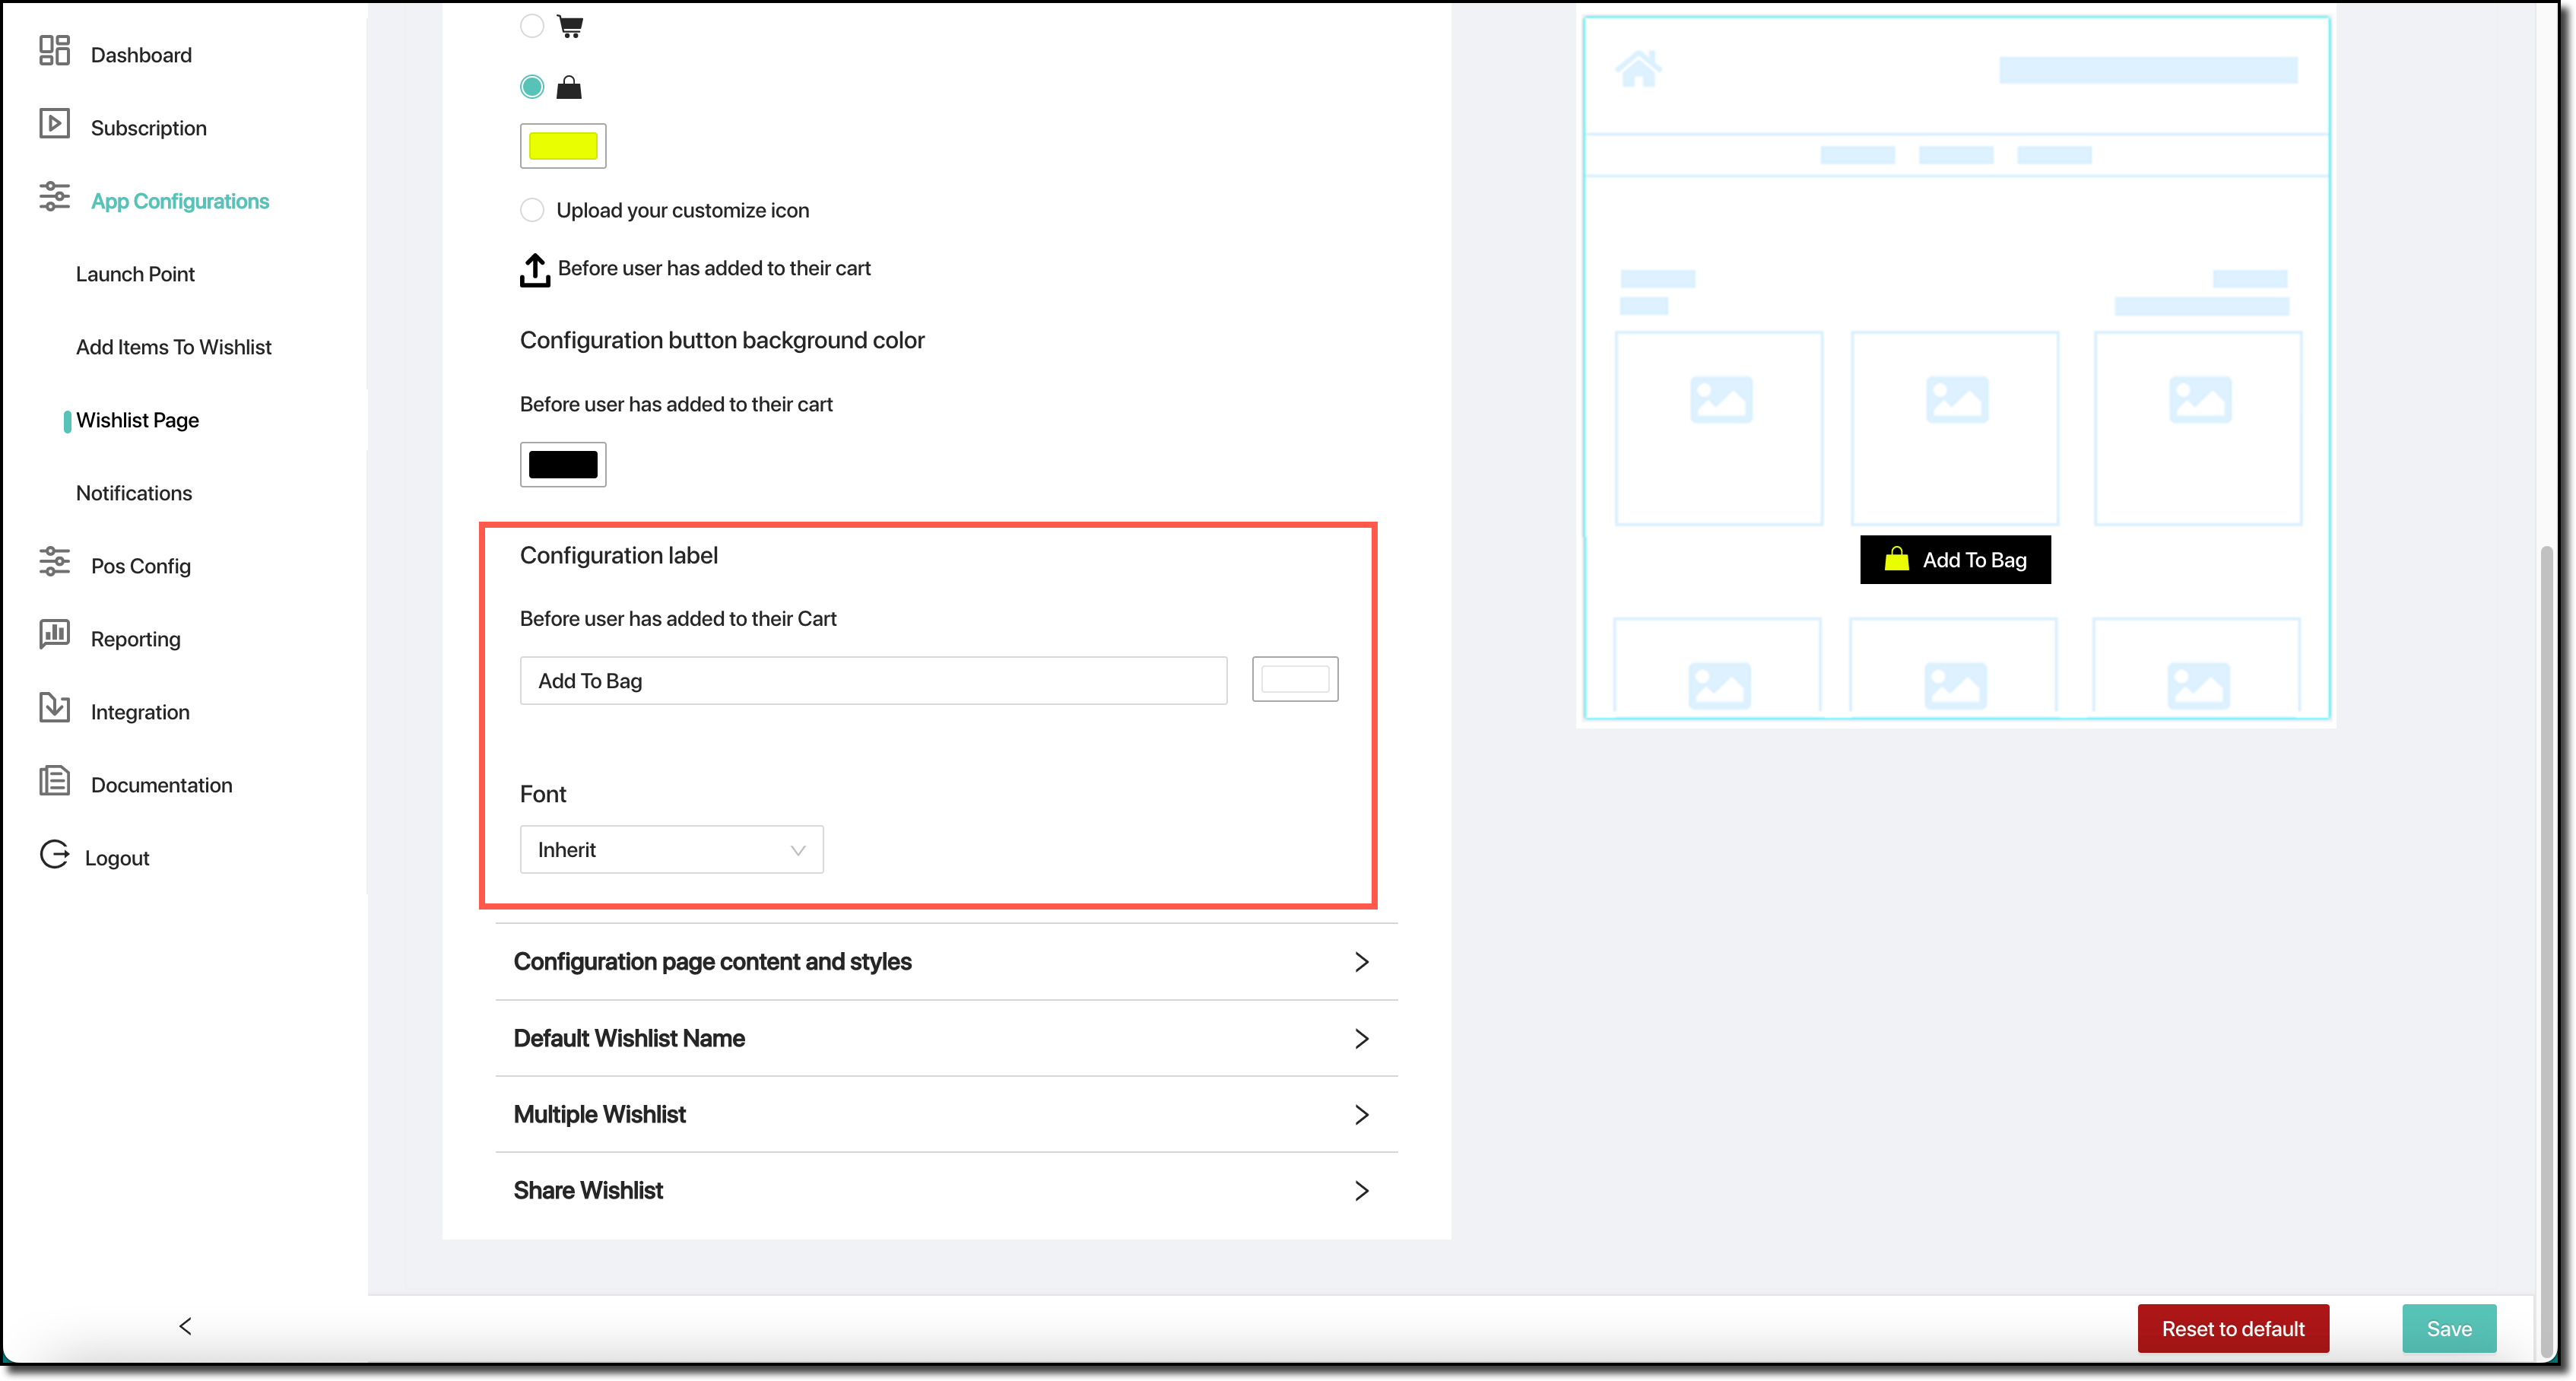 Dashboard
Subscription
App Configurations
Launch Point
Add Items To Wishlist
Wishlist Page
Notifications
Pos Config
Reporting
Integration
Documentation
Logout
Upload your customize icon
Before user has added to their cart
Configuration button background color
Before user has added to their cart
Configuration label
Before user has added to their Cart
Add To Bag
Font
Inherit
Configuration page content and styles
Default Wishlist Name
Multiple Wishlist
Share Wishlist
Add To Bag
Reset to default
Save